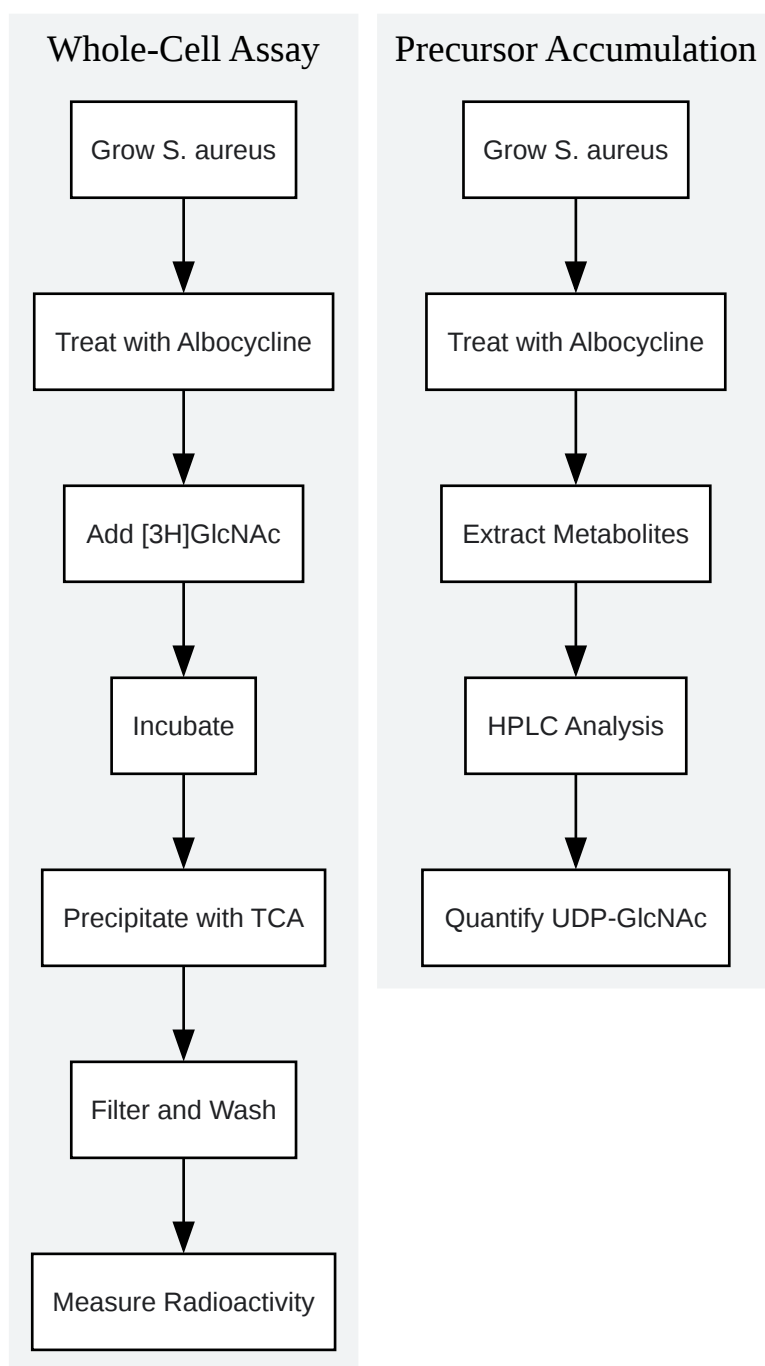 Whole-Cell Assay
Grow S. aureus
Treat with Albocycline
Add [3H]GlcNAc
Incubate
Precipitate with TCA
Filter and Wash
Measure Radioactivity
Precursor Accumulation
Grow S. aureus
Treat with Albocycline
Extract Metabolites
HPLC Analysis
Quantify UDP-GlcNAc